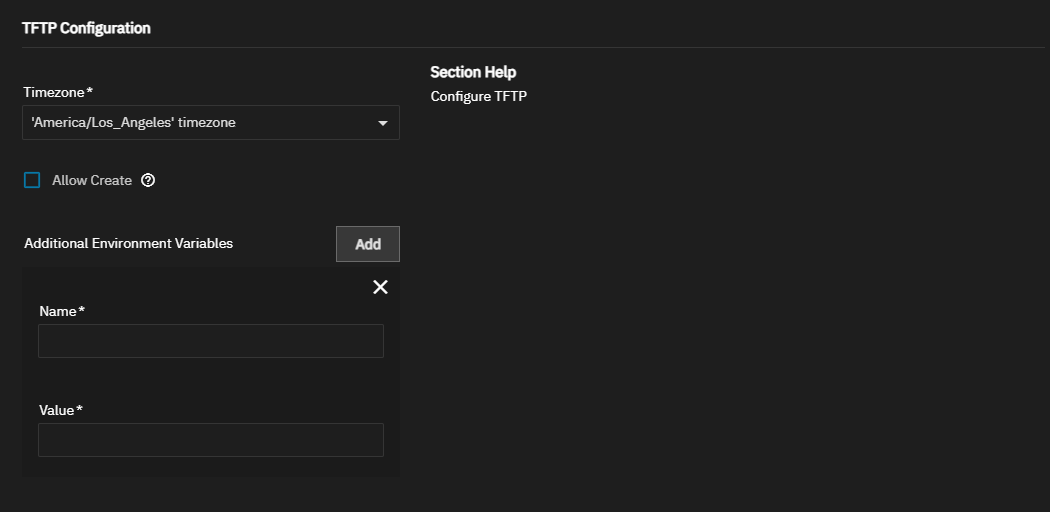 TFTP Configuration
Timezone*
'America/Los_Angeles' timezone
Allow Create
Additional Environment Variables
Add
Name*
Value*
Section Help
Configure TFTP